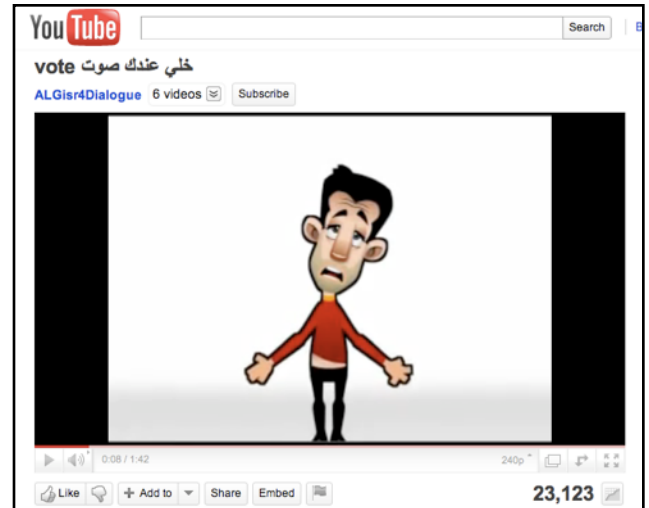 YouTube Search B
خلي عندك صوت vote
ALGisr4Dialogue 6 videos Subscribe
0:08 / 1:42 240p
Like Add to Share Embed 23,123